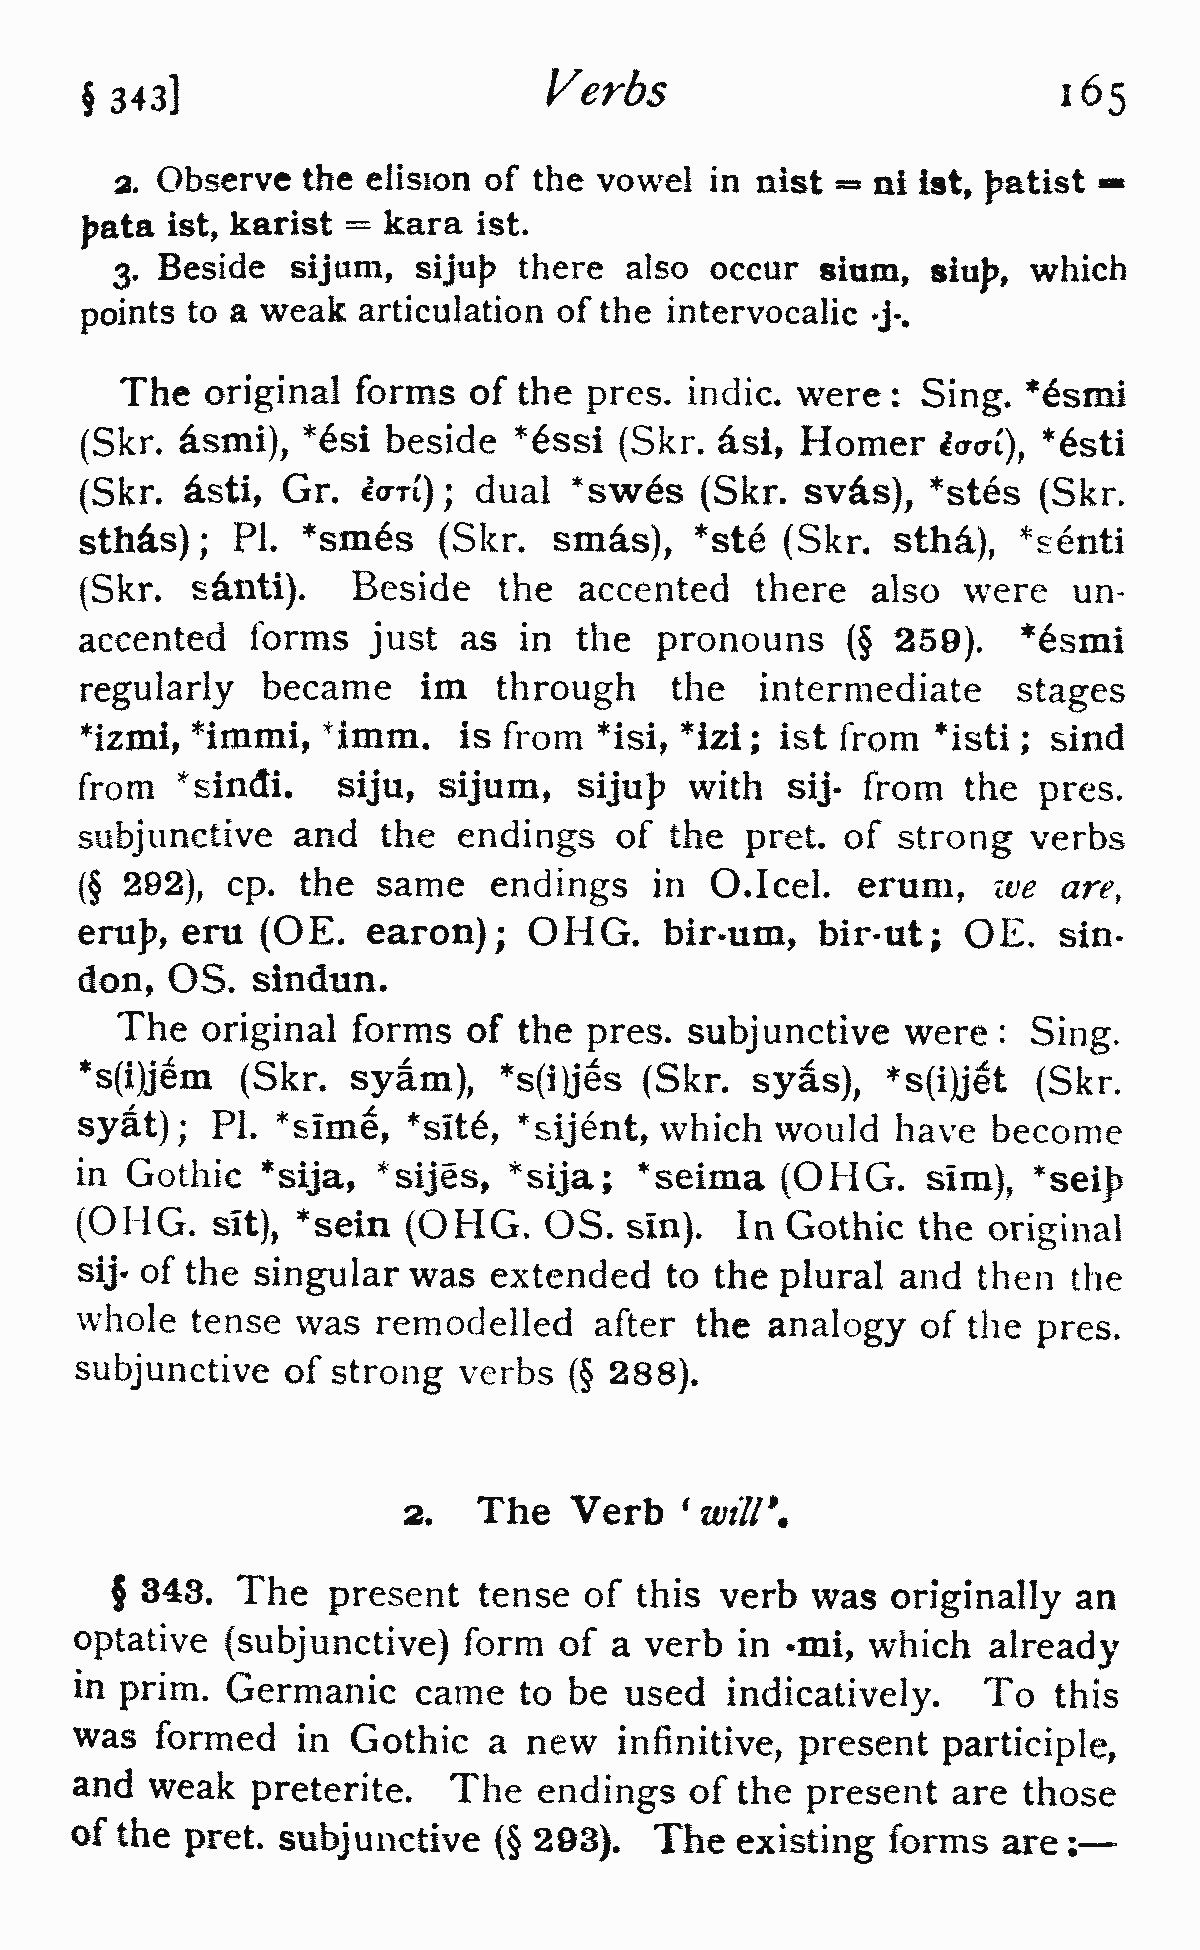 § 343] Verbs 165
2. Observe the elision of the vowel in nist = ni ist, þatist =
þata ist, karist = kara ist.
3. Beside sijum, sijuþ there also occur sium, siuþ, which
points to a weak articulation of the intervocalic -j-.
The original forms of the pres. indic. were : Sing. *ésmi
(Skr. ásmi), *ési beside *éssi (Skr. ási, Homer ἐσσί), *ésti
(Skr. ásti, Gr. ἐστί) ; dual *swés (Skr. svás), *stés (Skr.
sthás) ; Pl. *smés (Skr. smás), *sté (Skr. sthá), *sénti
(Skr. sánti). Beside the accented there also were un-
accented forms just as in the pronouns (§ 259). *ésmi
regularly became im through the intermediate stages
*izmi, *immi, *imm. is from *isi, *izi ; ist from *isti ; sind
from *sinđi. siju, sijum, sijuþ with sij- from the pres.
subjunctive and the endings of the pret. of strong verbs
(§ 292), cp. the same endings in O.Icel. erum, we are,
eruþ, eru (OE. earon) ; OHG. bir-um, bir-ut ; OE. sin-
don, OS. sindun.
The original forms of the pres. subjunctive were : Sing.
*s(i)jḗm (Skr. syā́m), *s(i)jḗs (Skr. syā́s), *s(i)jḗt (Skr.
syā́t) ; Pl. *sīmḗ, *sīté, *sijént, which would have become
in Gothic *sija, *sijēs, *sija ; *seima (OHG. sīm), *seiþ
(OHG. sīt), *sein (OHG. OS. sīn). In Gothic the original
sij- of the singular was extended to the plural and then the
whole tense was remodelled after the analogy of the pres.
subjunctive of strong verbs (§ 288).
2. The Verb ‘ will’.
§ 343. The present tense of this verb was originally an
optative (subjunctive) form of a verb in -mi, which already
in prim. Germanic came to be used indicatively. To this
was formed in Gothic a new infinitive, present participle,
and weak preterite. The endings of the present are those
of the pret. subjunctive (§ 293). The existing forms are :—